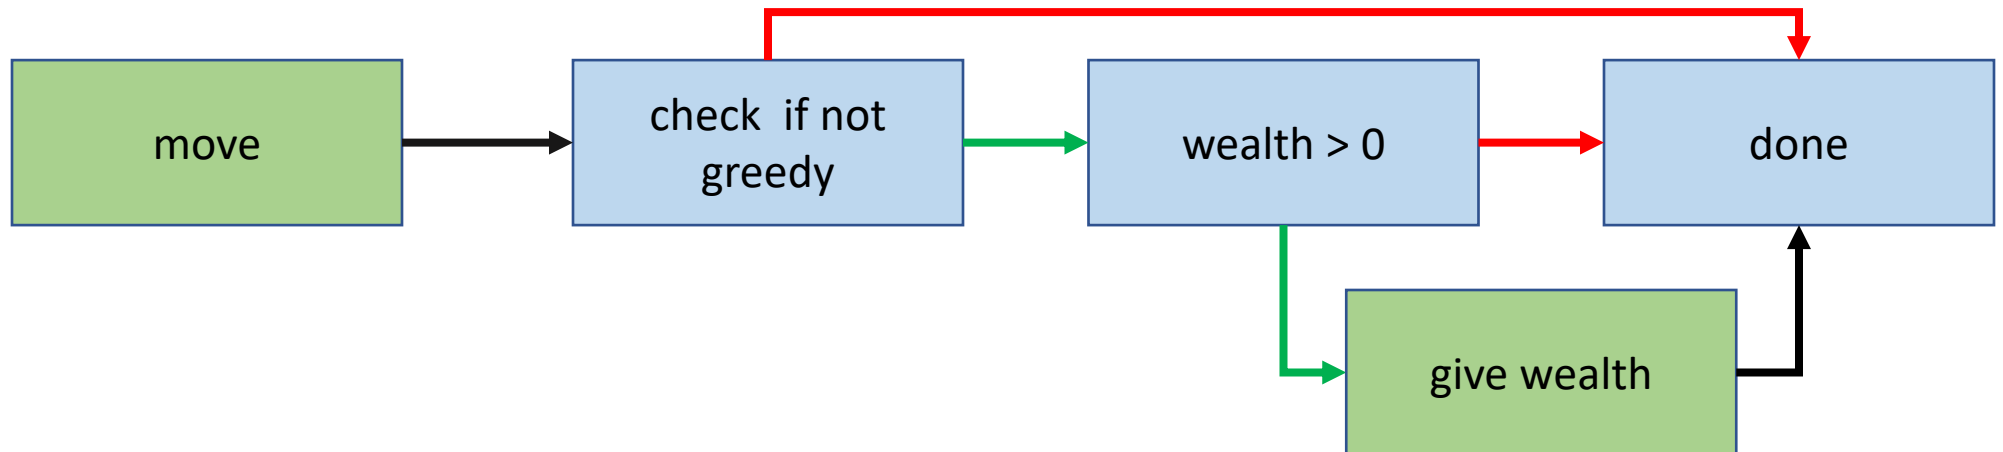 move
check  if not
greedy
wealth > 0
done
give wealth